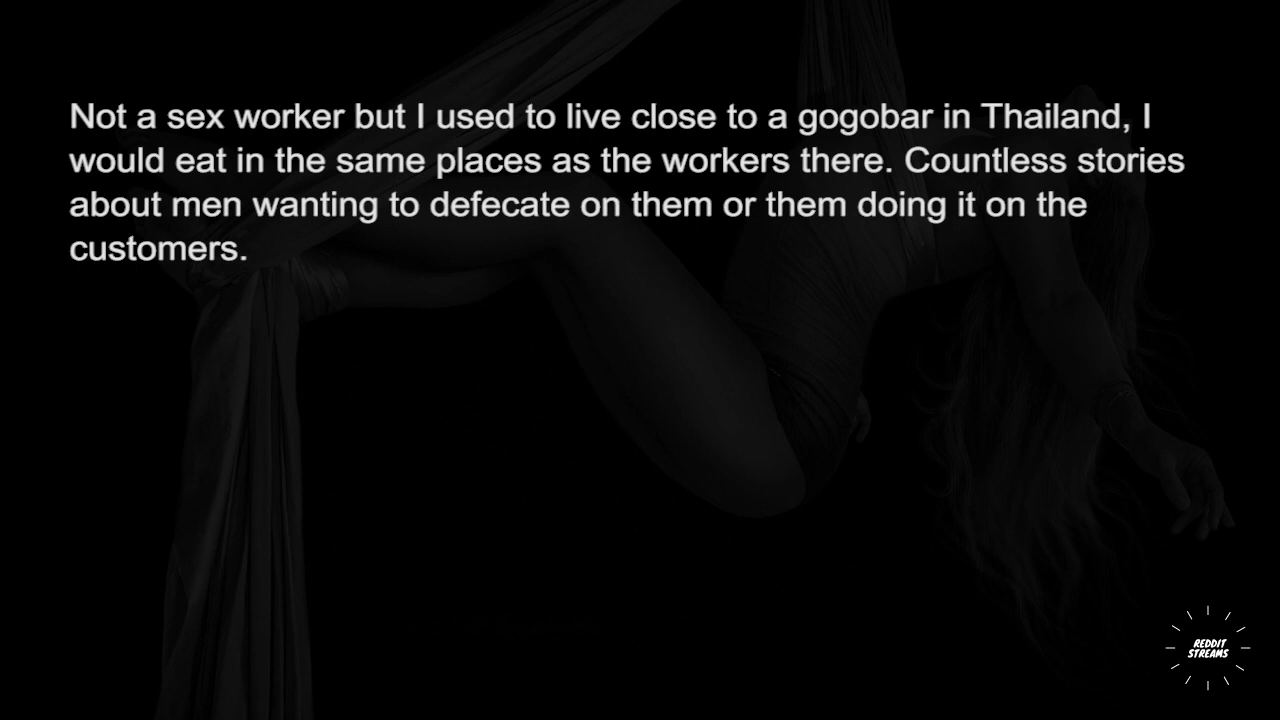 Not a sex worker but I used to live close to a gogobar in Thailand, I
would eat in the same places as the workers there. Countless stories
about men wanting to defecate on them or them doing it on the
customers.
REDDIT
STREAMS